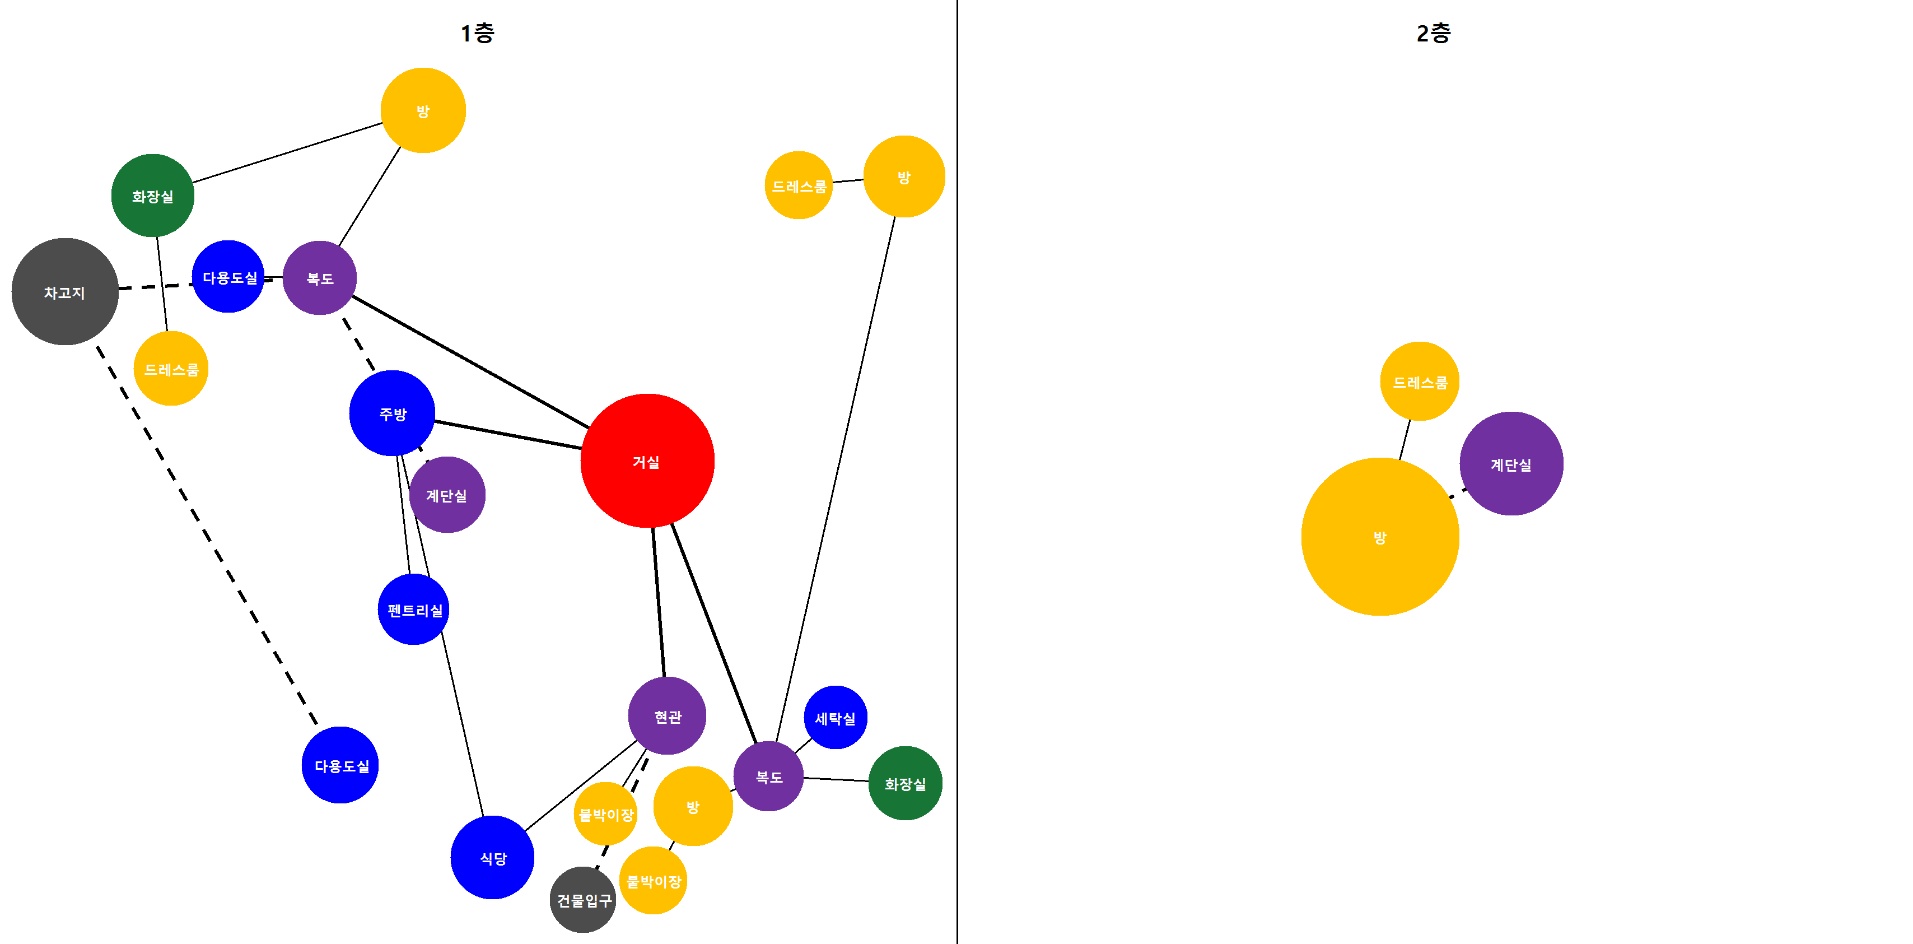 1층
방
화장실
드레스룸
방
차고지
다용도실
복도
드레스룸
주방
거실
계단실
펜트리실
현관
세탁실
다용도실
복도
화장실
붙박이장
방
식당
붙박이장
건물입구
2층
드레스룸
계단실
방